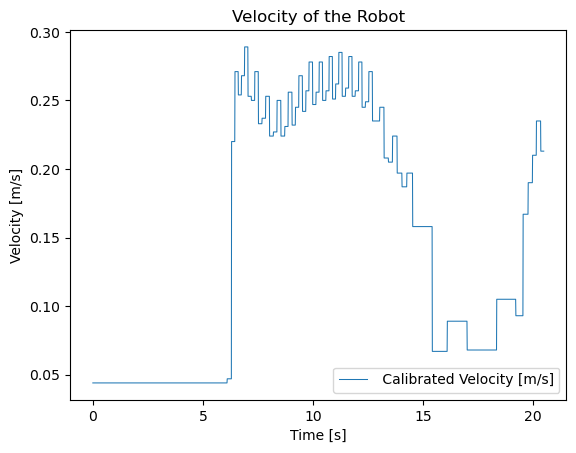 Velocity of the Robot
0.30
0.25
0.20
0.15
0.10
0.05
Velocity [m/s]
Calibrated Velocity [m/s]
0 5 10 15 20
Time [s]